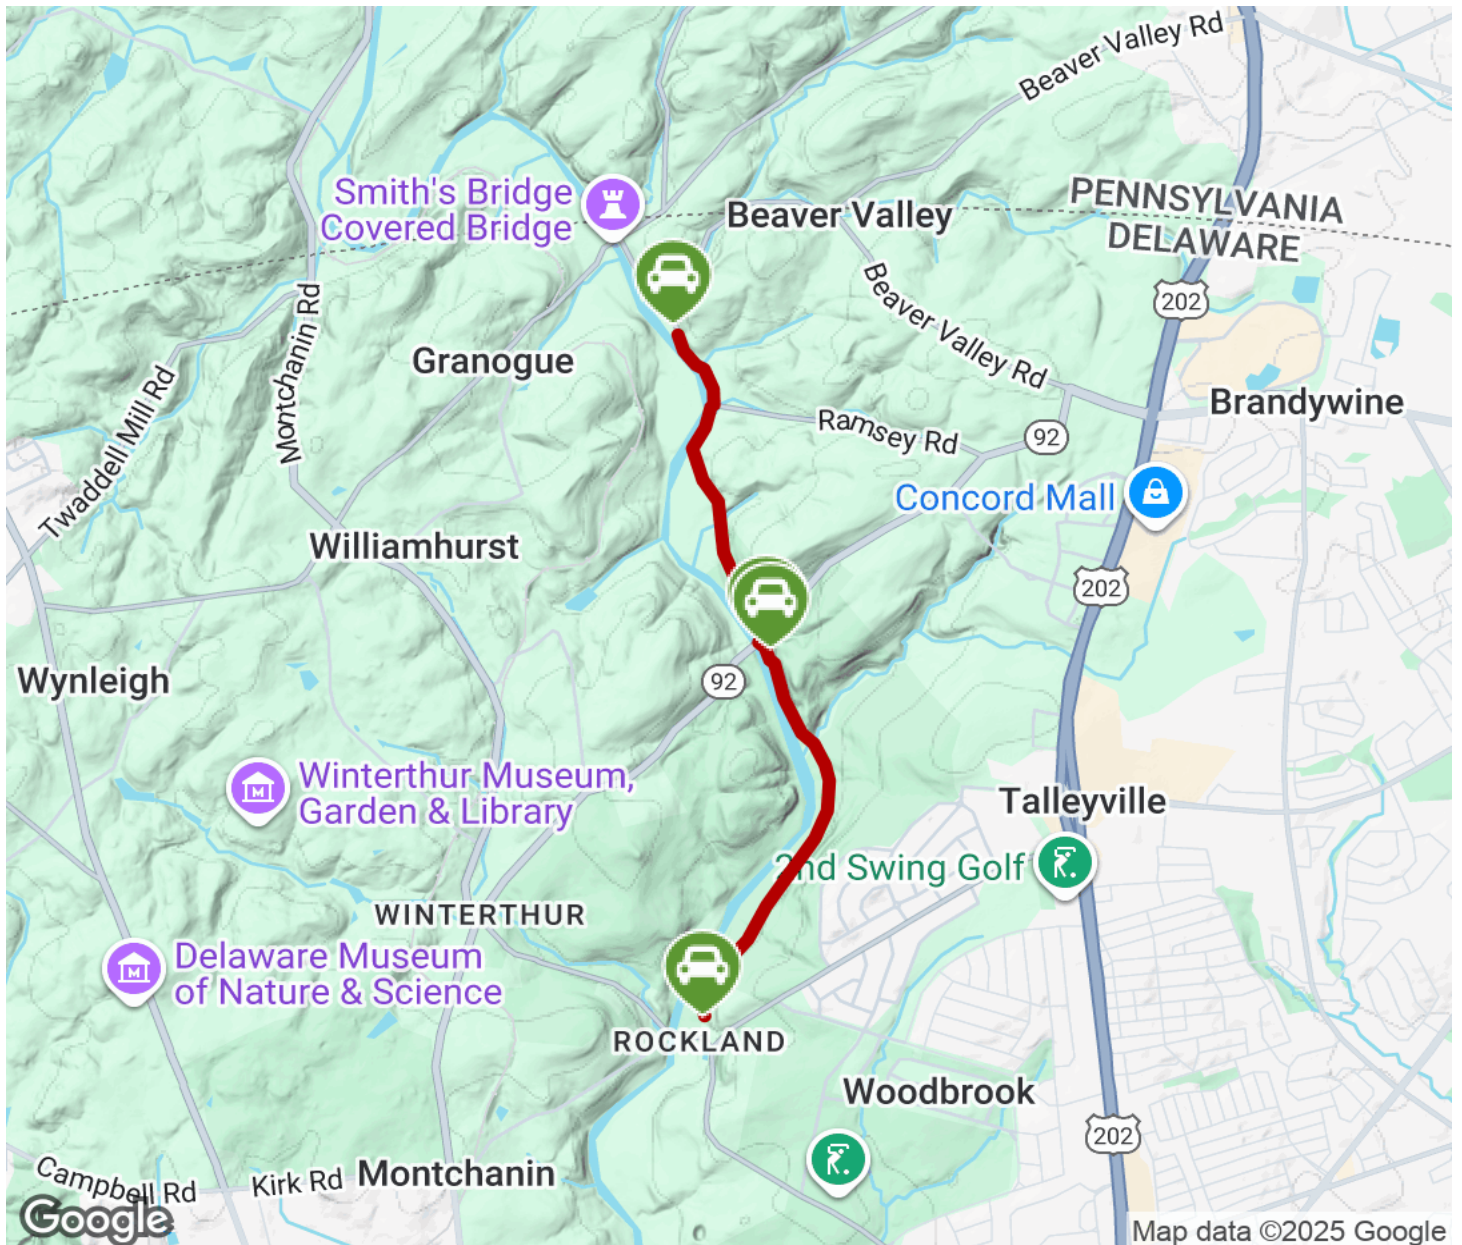 Beaver Valley Rd
Smith's Bridge
Covered Bridge
Beaver Valley
PENNSYLVANIA
DELAWARE
202
Beaver Valley Rd
Montchanin Rd
Granogue
Twaddell Mill Rd
Brandywine
Ramsey Rd
92
Concord Mall
Williamhurst
202
Wynleigh
92
Winterthur Museum,
Garden & Library
Talleyville
2nd Swing Golf
WINTERTHUR
Delaware Museum
of Nature & Science
ROCKLAND
Woodbrook
202
Campbell Rd
Kirk Rd
Montchanin
Google
Map data ©2025 Google